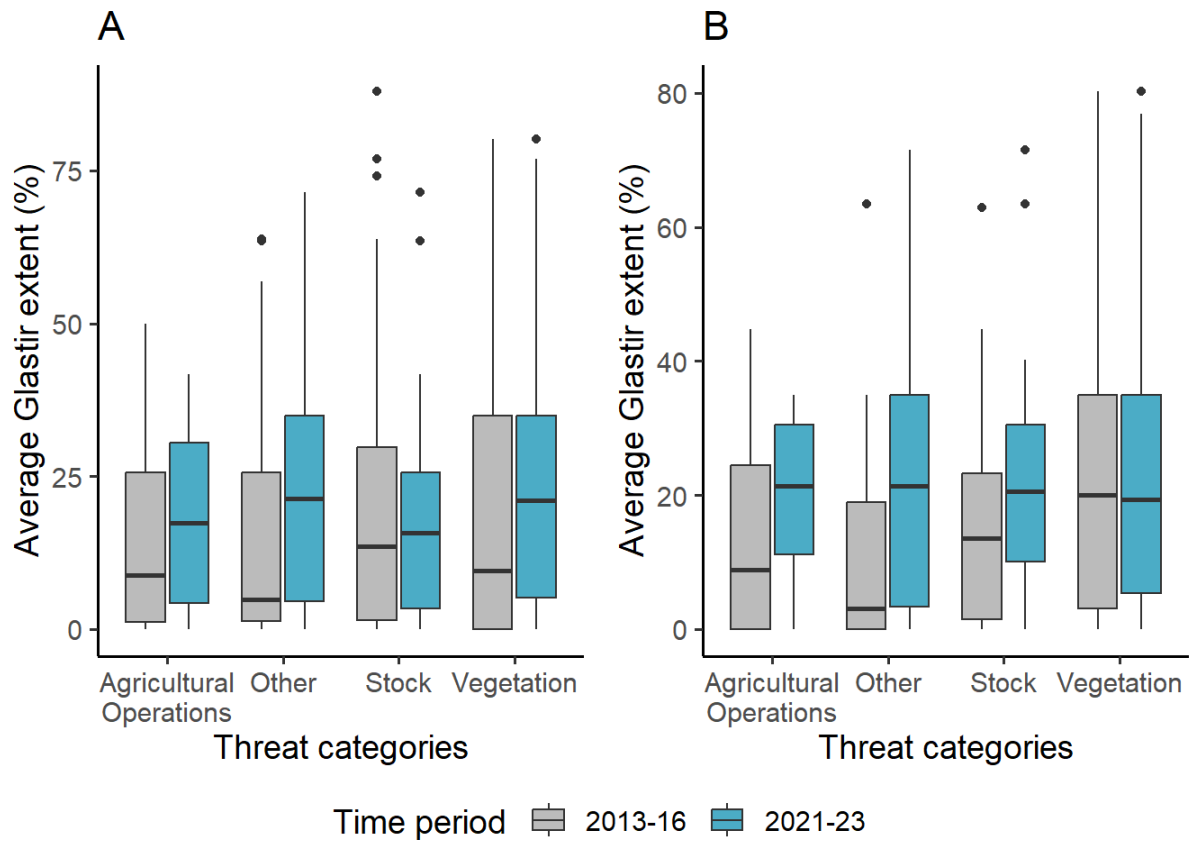 A
Average Glastir extent (%)
75
50
25
0
Agricultural Operations
Other
Stock
Vegetation
Threat categories
B
Average Glastir extent (%)
80
60
40
20
0
Agricultural Operations
Other
Stock
Vegetation
Threat categories
Time period 2013-16 2021-23